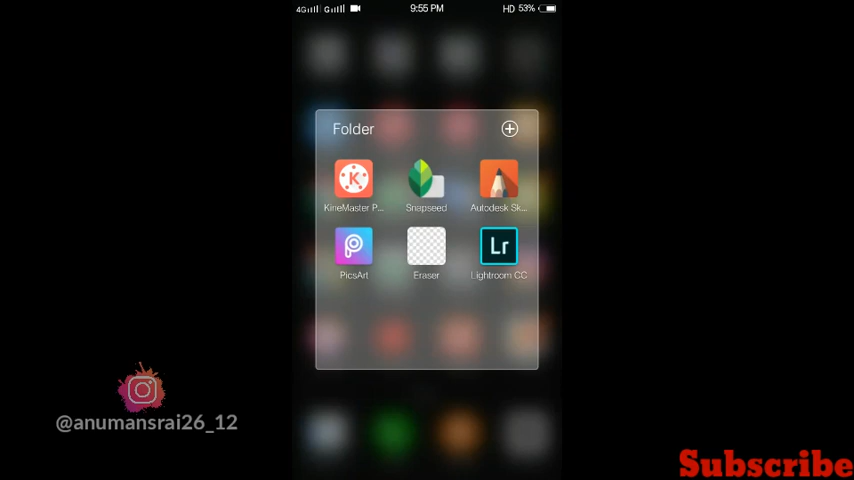 4G G 9:55 PM HD 53%
Folder
KineMaster P... Snapseed Autodesk Sk...
PicsArt Eraser Lightroom CC
K
Lr
@anumansrai26_12
Subscribe